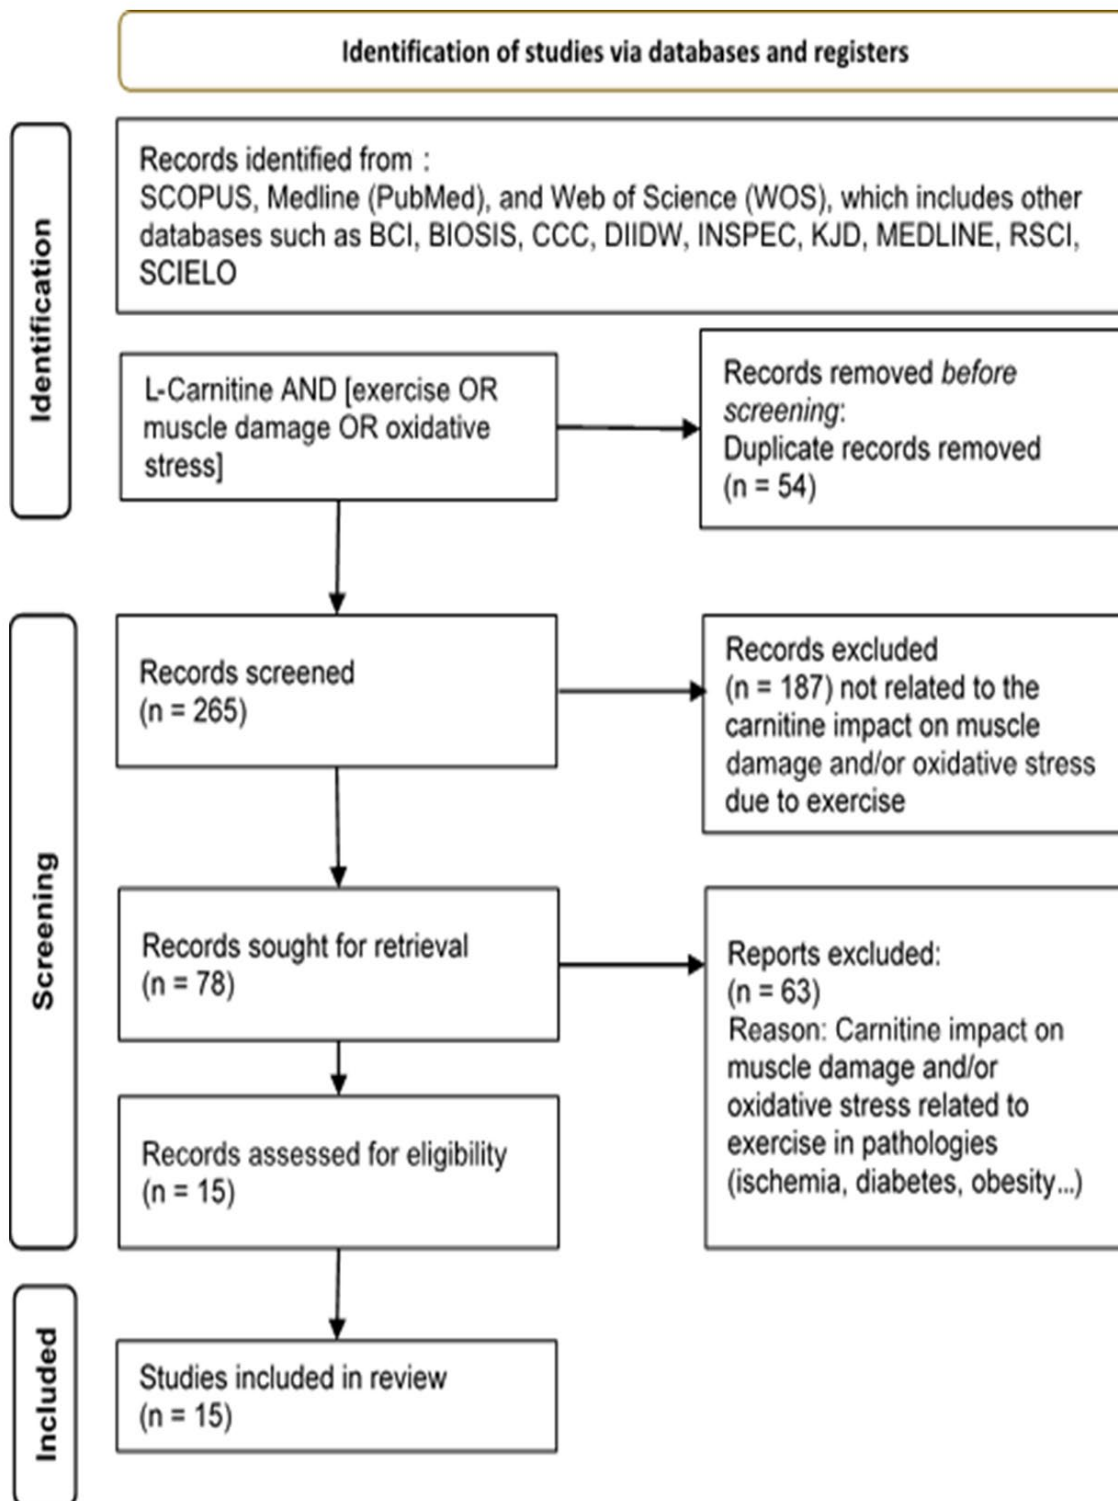 Identification of studies via databases and registers
Identification
Records identified from :
SCOPUS, Medline (PubMed), and Web of Science (WOS), which includes other
databases such as BCI, BIOSIS, CCC, DIIDW, INSPEC, KJD, MEDLINE, RSCI,
SCIELO
L-Carnitine AND [exercise OR
muscle damage OR oxidative
stress]
Records removed before
screening:
Duplicate records removed
(n = 54)
Screening
Records screened
(n = 265)
Records excluded
(n = 187) not related to the
carnitine impact on muscle
damage and/or oxidative stress
due to exercise
Records sought for retrieval
(n = 78)
Reports excluded:
(n = 63)
Reason: Carnitine impact on
muscle damage and/or
oxidative stress related to
exercise in pathologies
(ischemia, diabetes, obesity...)
Records assessed for eligibility
(n = 15)
Included
Studies included in review
(n = 15)